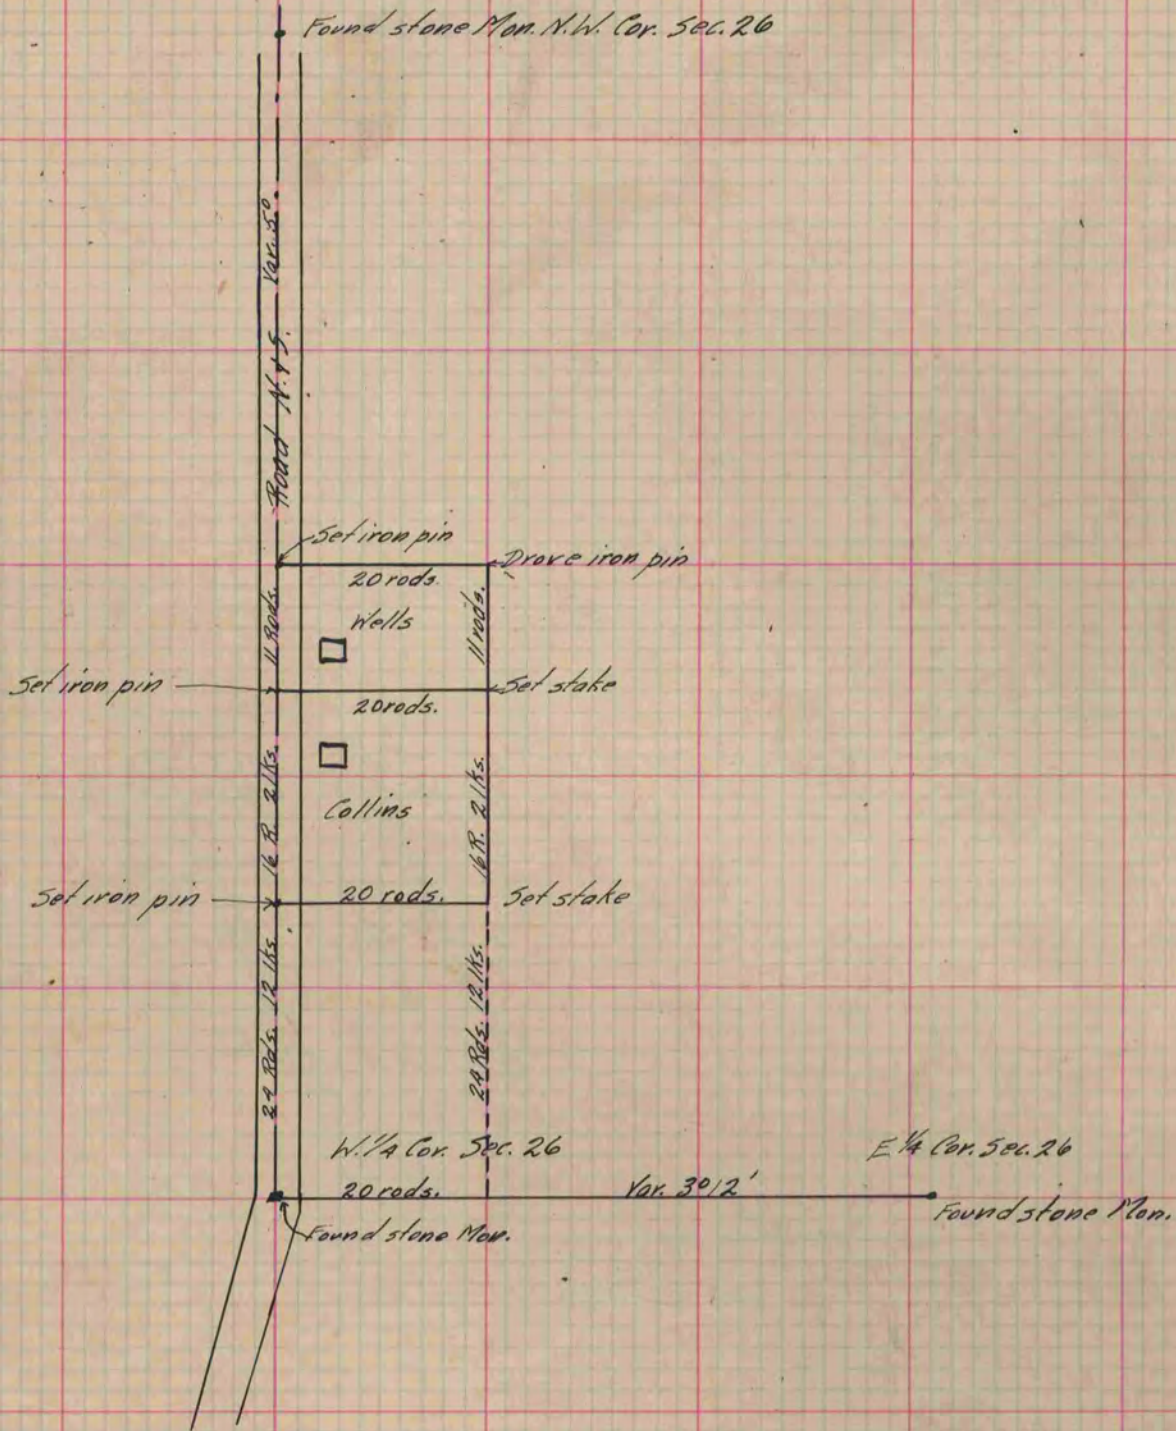 Found stone Mon. N.W. Cor. Sec. 26
Var. 5°
Road N. & S.
Set iron pin
Drove iron pin
20 rods.
11 Rods.
Wells
11 rods.
Set iron pin
Set stake
20 rods.
16 R. 2 lks.
Collins
16 R. 2 lks.
Set iron pin
20 rods.
Set stake
24 Rds. 12 lks.
24 Rds. 12 lks.
W. 1/4 Cor. Sec. 26
E 1/4 Cor. Sec. 26
20 rods.
Var. 3° 12'
Found stone Mon.
Found stone Mon.